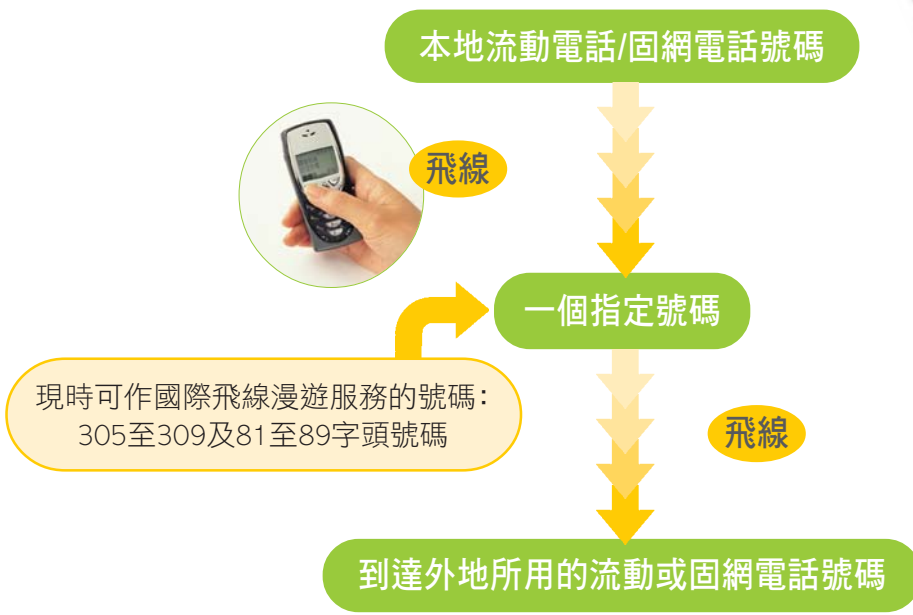 本地流動電話/固網電話號碼
飛線
一個指定號碼
現時可作國際飛線漫遊服務的號碼：
305至309及81至89字頭號碼
飛線
到達外地所用的流動或固網電話號碼